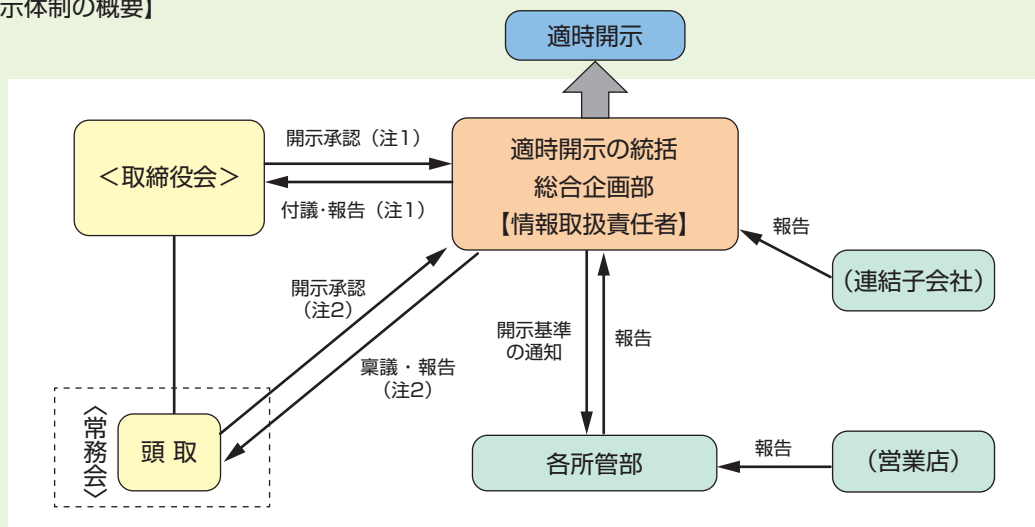 示体制の概要】
適時開示
適時開示の統括
総合企画部
【情報取扱責任者】
＜取締役会＞
開示承認（注1）
付議・報告（注1）
報告
（連結子会社）
開示承認
（注2）
稟議・報告
（注2）
開示基準
の通知
報告
〈常務会〉
頭 取
各所管部
報告
（営業店）